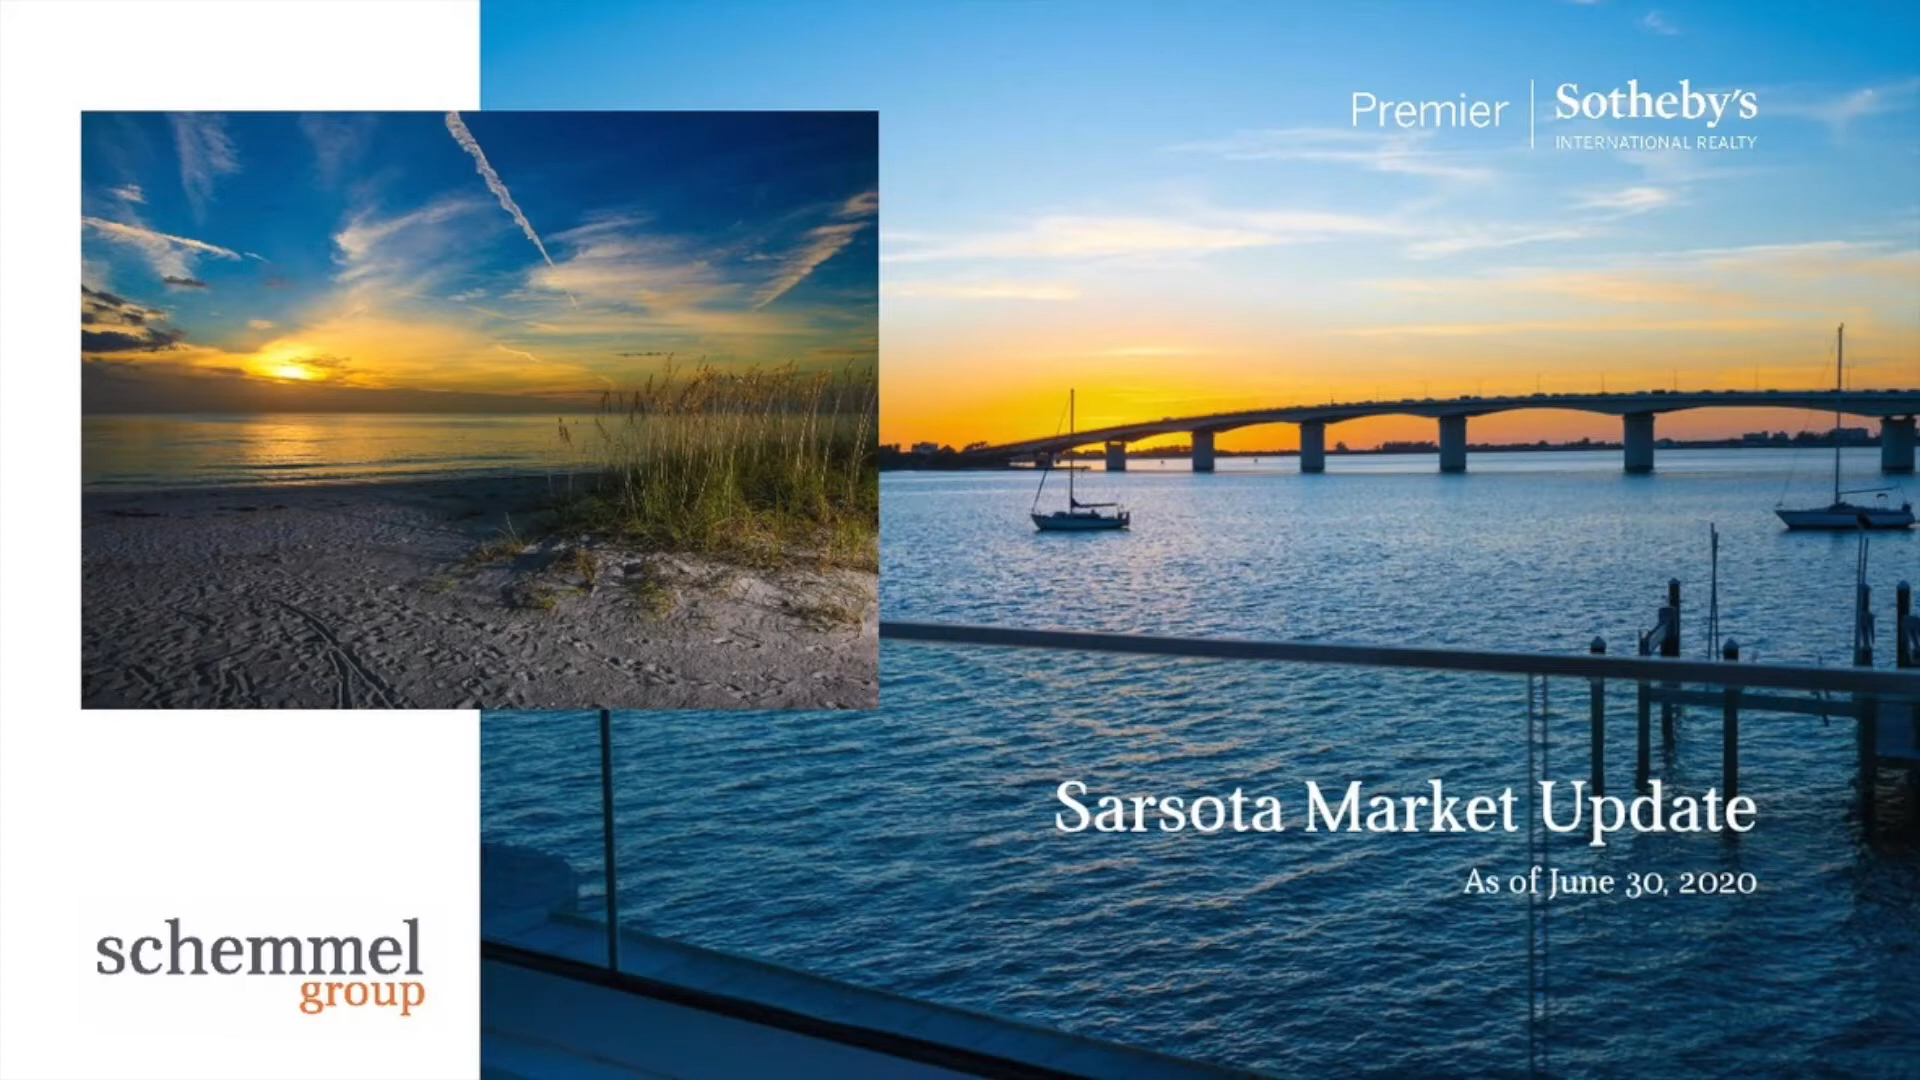 Premier
Sotheby's
INTERNATIONAL REALTY
Sarsota Market Update
As of June 30, 2020
schemmel
group